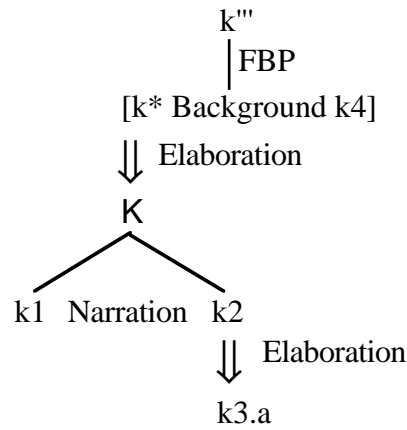 k'''
FBP
[k* Background k4]
Elaboration
K
k1 Narration k2
Elaboration
k3.a